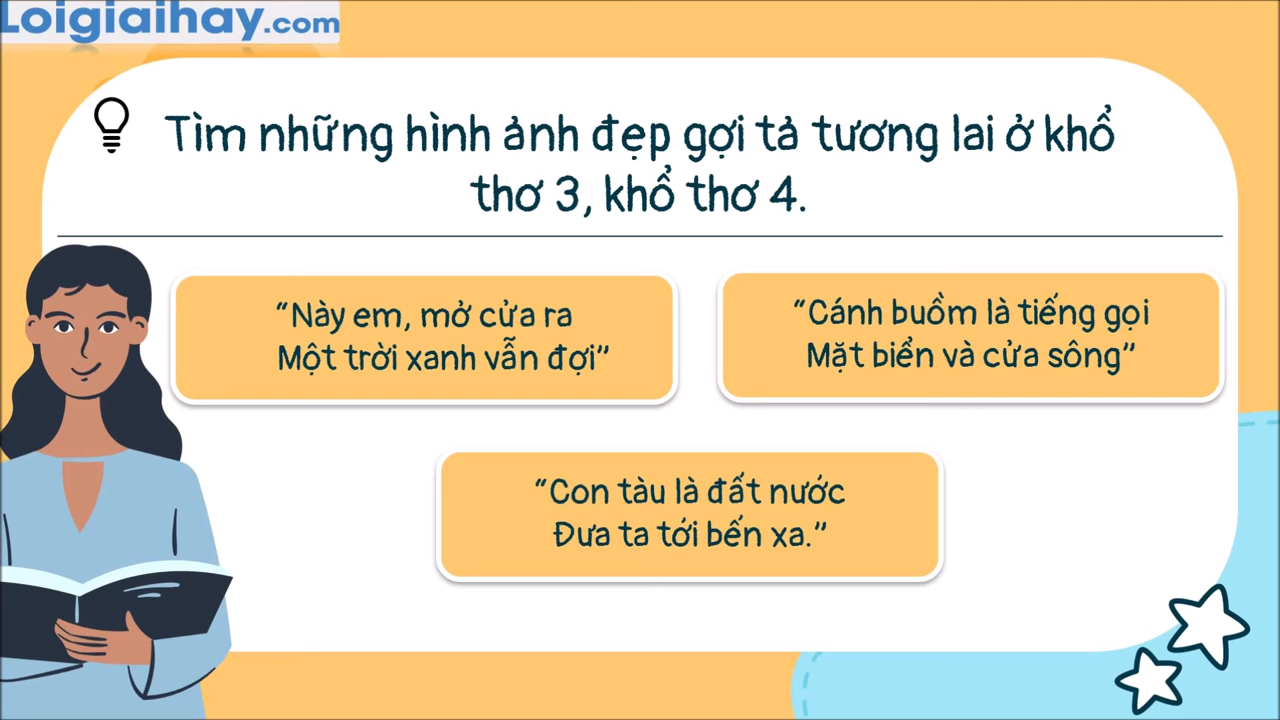 Loigiaihay.com
Tìm những hình ảnh đẹp gợi tả tương lai ở khổ
thơ 3, khổ thơ 4.
“Này em, mở cửa ra
Một trời xanh vẫn đợi”
“Cánh buồm là tiếng gọi
Mặt biển và cửa sông”
“Con tàu là đất nước
Đưa ta tới bến xa.”